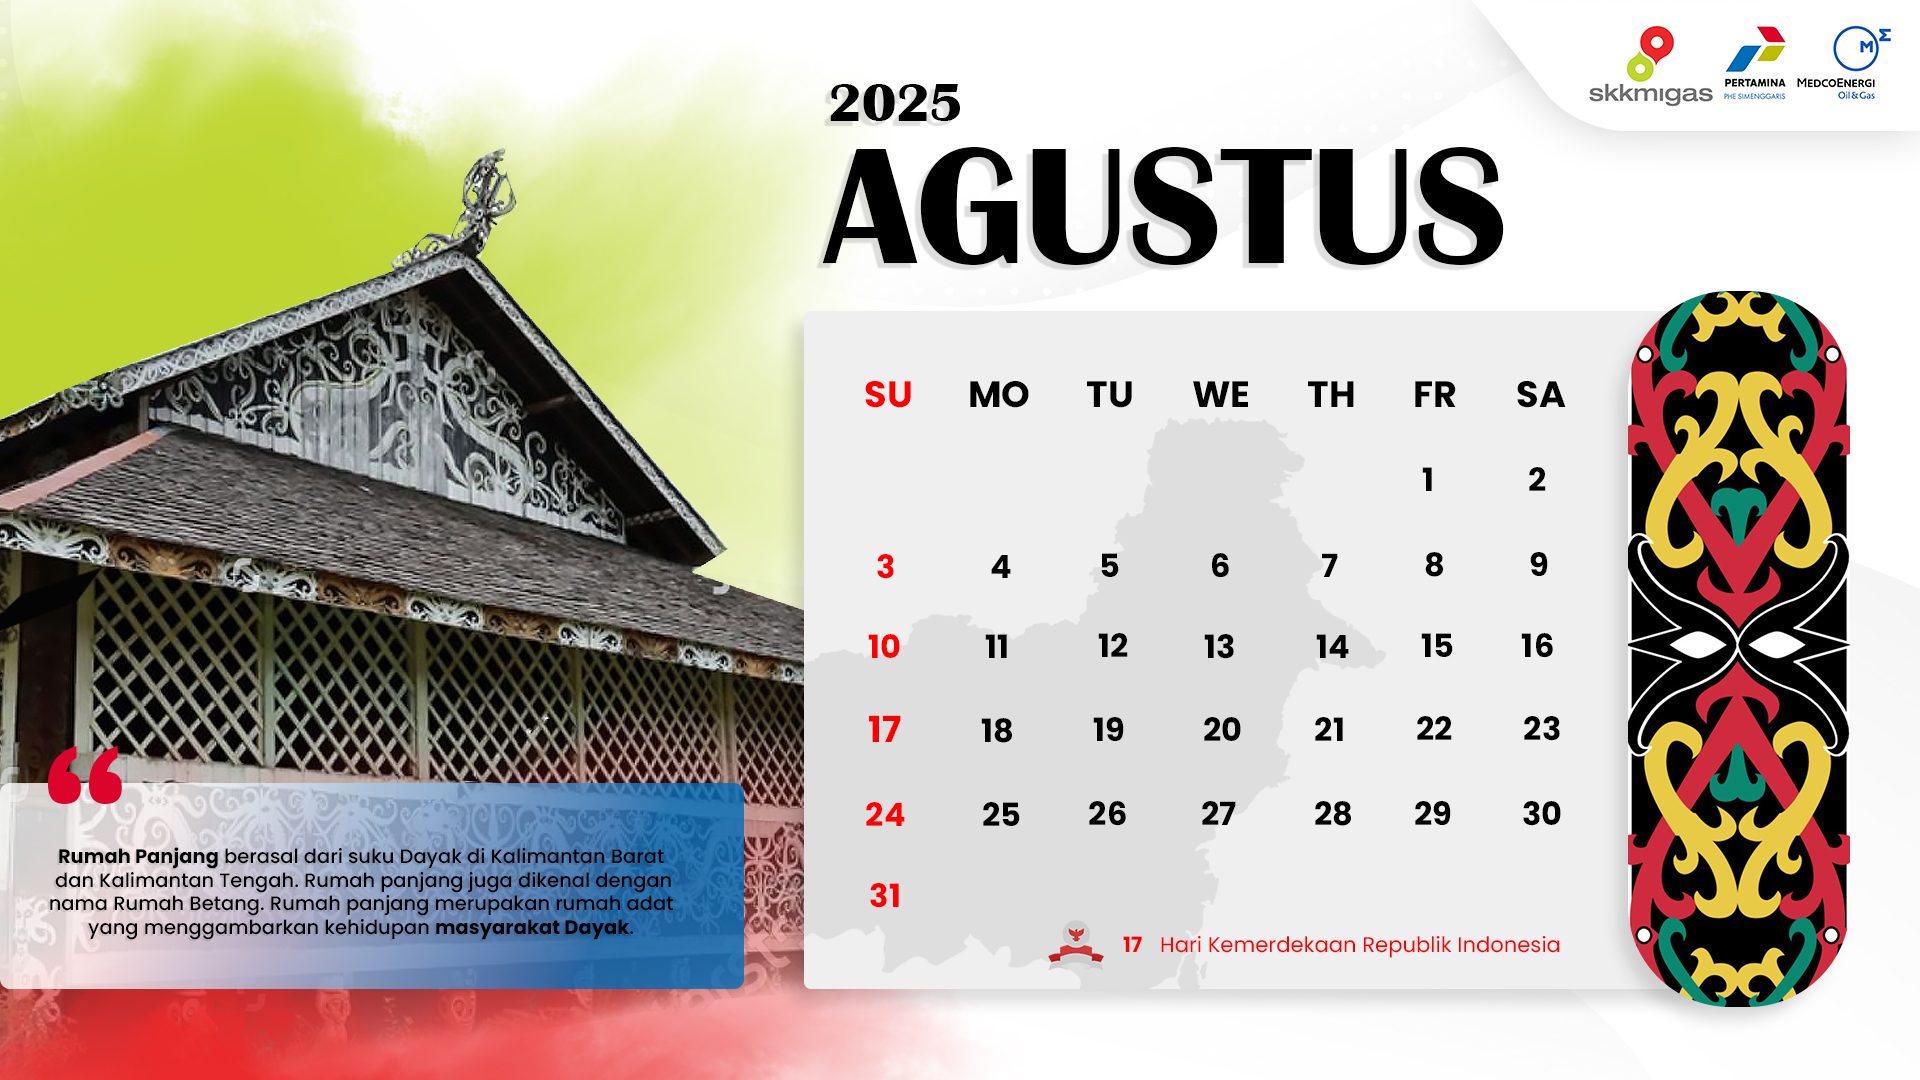 skkmigas
PERTAMINA
PHE SIMENGGARIS
MEDCOENERGI
Oil & Gas
2025
AGUSTUS
SU MO TU WE TH FR SA
1 2
3 4 5 6 7 8 9
10 11 12 13 14 15 16
17 18 19 20 21 22 23
24 25 26 27 28 29 30
31
17 Hari Kemerdekaan Republik Indonesia
“
Rumah Panjang berasal dari suku Dayak di Kalimantan Barat
dan Kalimantan Tengah. Rumah panjang juga dikenal dengan
nama Rumah Betang. Rumah panjang merupakan rumah adat
yang menggambarkan kehidupan masyarakat Dayak.